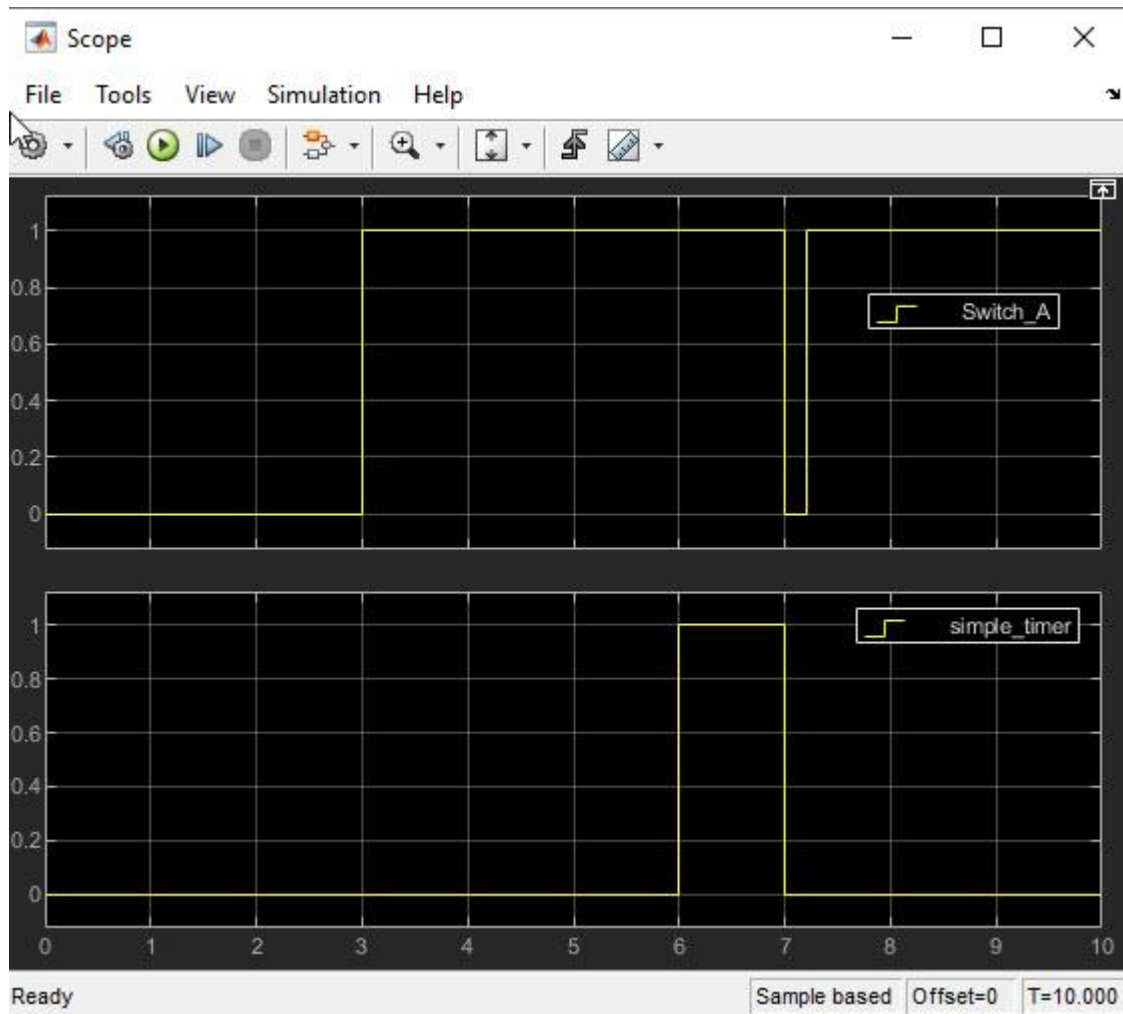 Scope
File Tools View Simulation Help
1
0.8
0.6
0.4
0.2
0
Switch_A
1
0.8
0.6
0.4
0.2
0
simple_timer
0 1 2 3 4 5 6 7 8 9 10
Ready Sample based Offset=0 T=10.000